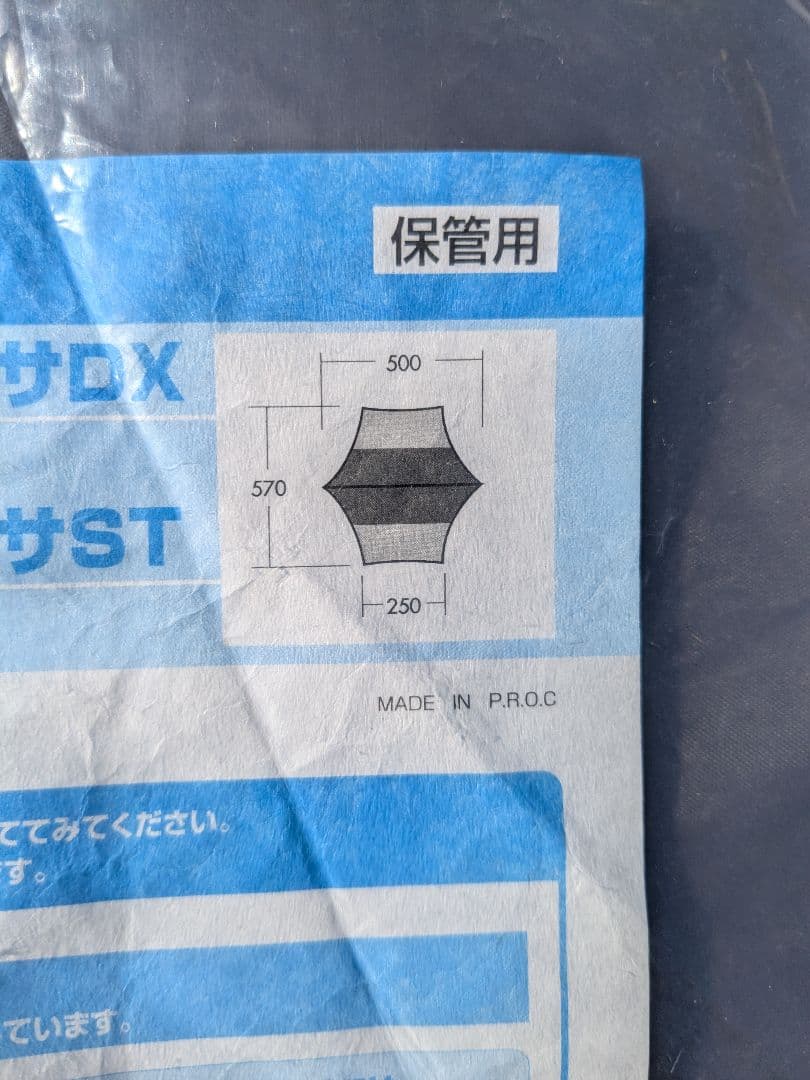 保管用
サDX
500
570
サST
250
MADE IN P.R.O.C
ててみてください。
す。
ています。